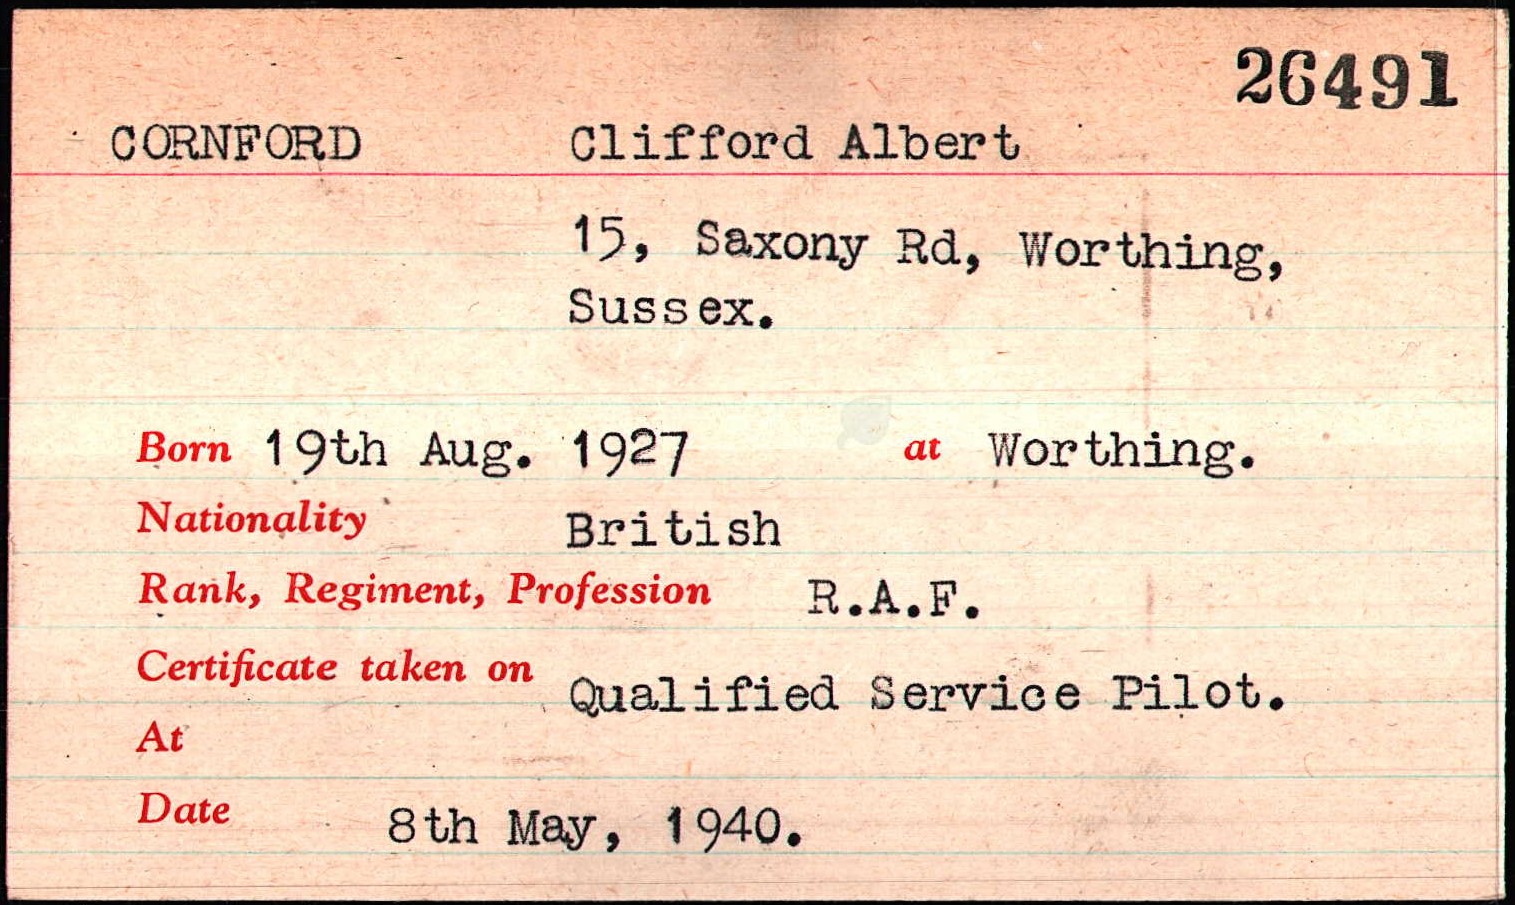 26491
CORNFORD Clifford Albert
15, Saxony Rd, Worthing,
Sussex.
Born 19th Aug. 1927 at Worthing.
Nationality British
Rank, Regiment, Profession R.A.F.
Certificate taken on Qualified Service Pilot.
At
Date 8th May, 1940.